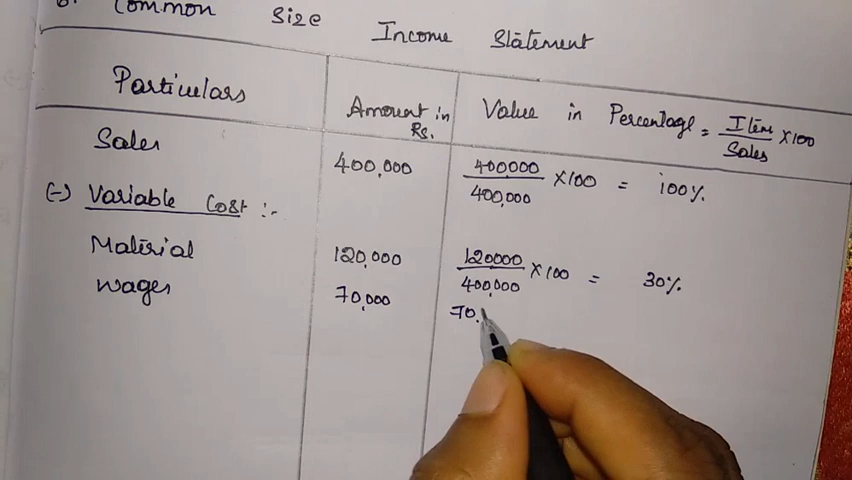 Common Size Income Statement
Particulars Amount in Rs. Value in Percentage = Item/Sales X100
Sales 400,000 400000/400,000 X100 = 100%
(-) Variable Cost :-
Material 120,000 120000/400,000 X100 = 30%
Wages 70,000 70.